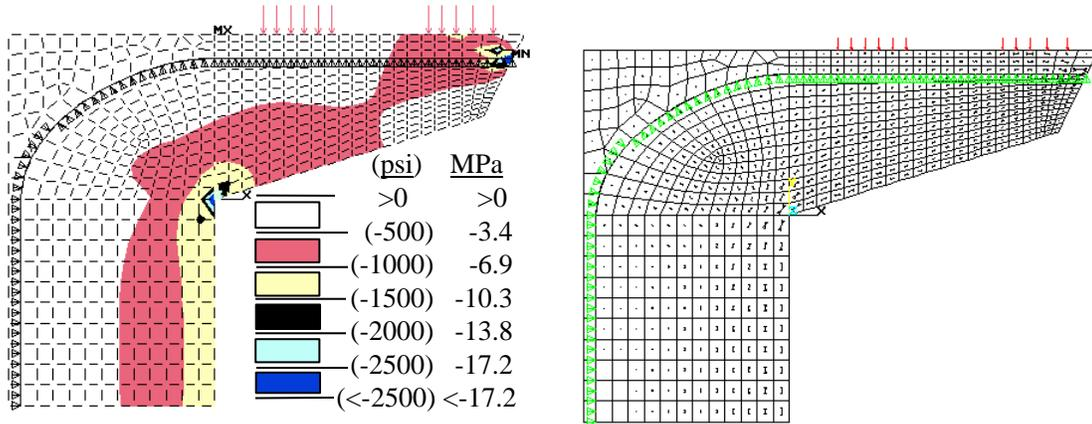 MX
MN
X
(psi) MPa
>0 >0
(-500) -3.4
(-1000) -6.9
(-1500) -10.3
(-2000) -13.8
(-2500) -17.2
(<-2500) <-17.2
X